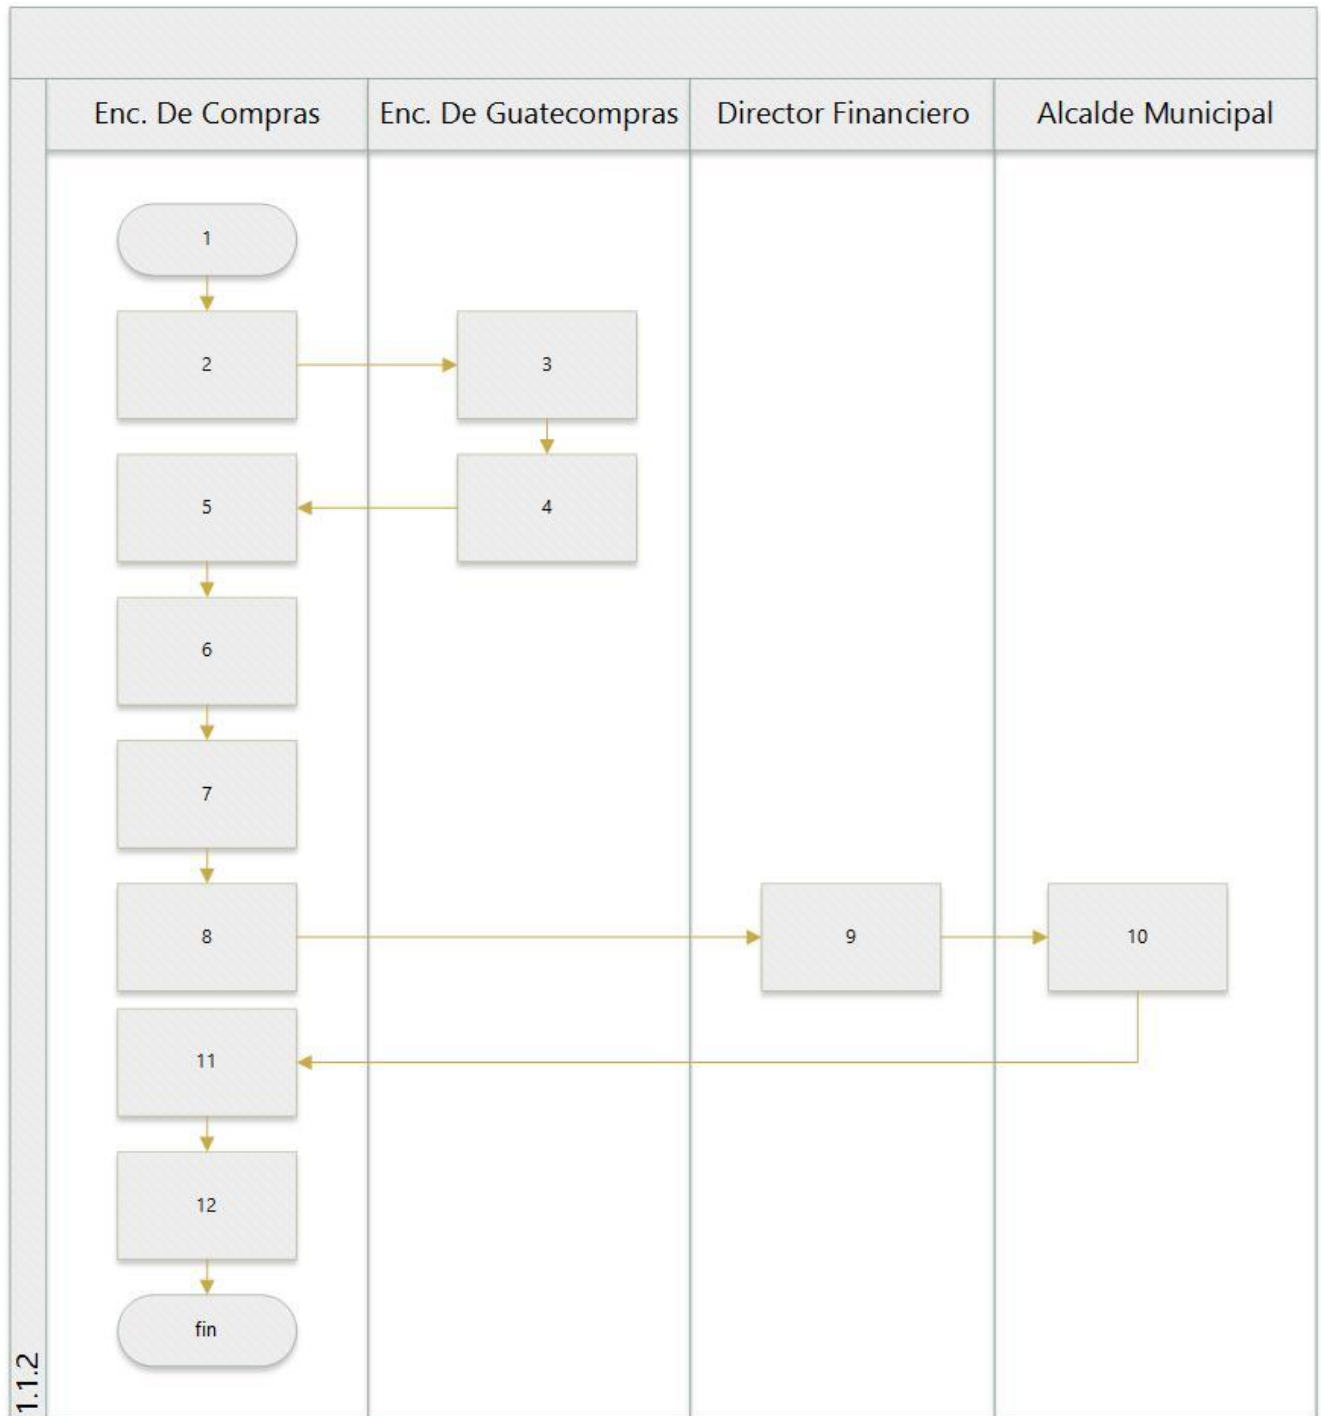 Enc. De Compras
Enc. De Guatecompras
Director Financiero
Alcalde Municipal
1
2
3
5
4
6
7
8
9
10
11
12
fin
1.1.2